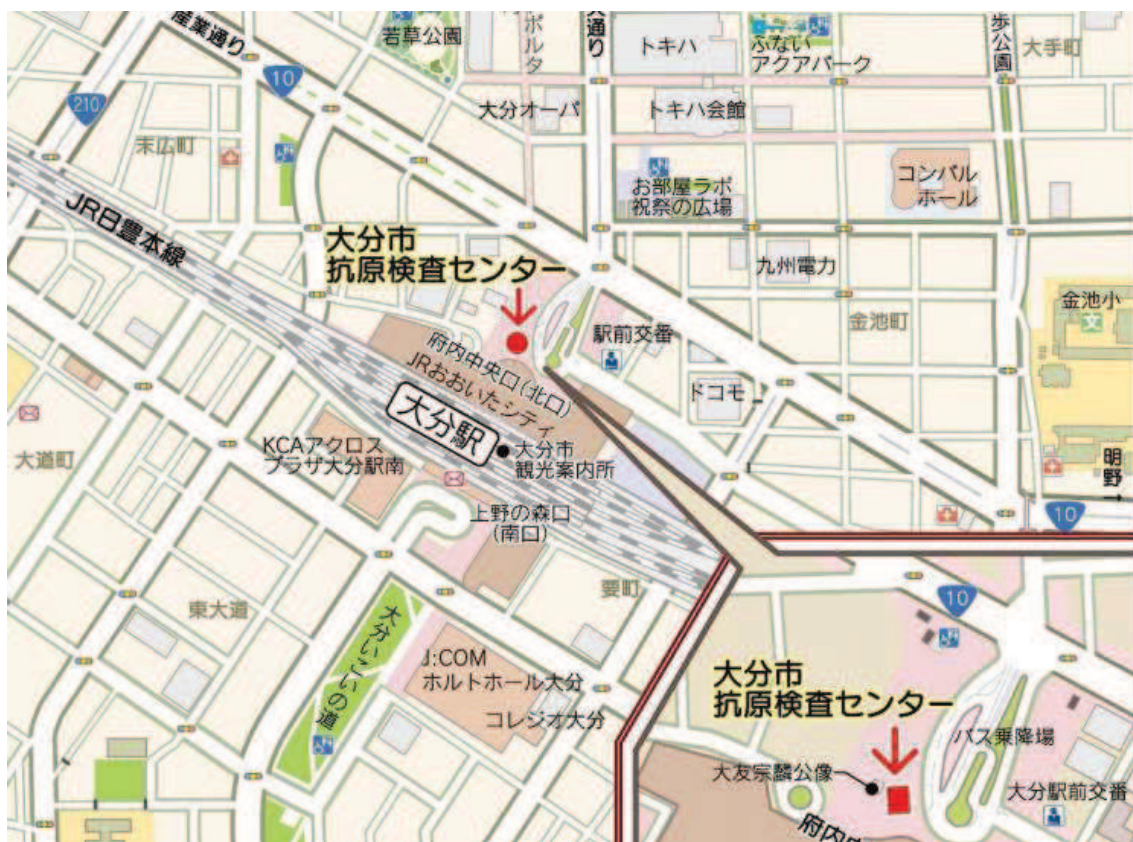 産業通り
10
210
若草公園
ポルタ
大通り
トキハ
ふない
アクアパーク
歩公園
大手町
末広町
大分オーパ
トキハ会館
お部屋ラボ
祝祭の広場
コンパル
ホール
JR日豊本線
大分市
抗原検査センター
九州電力
金池町
金池小
文
駅前交番
府内中央口(北口)
JRおおいたシティ
大分駅
大分市
観光案内所
ドコモ
大道町
KCAアクロス
プラザ大分駅南
上野の森口
(南口)
明野→
10
要町
東大道
大分いこいの道
J:COM
ホルトホール大分
コレジオ大分
10
大分市
抗原検査センター
バス乗降場
大友宗麟公像
大分駅前交番
府内中